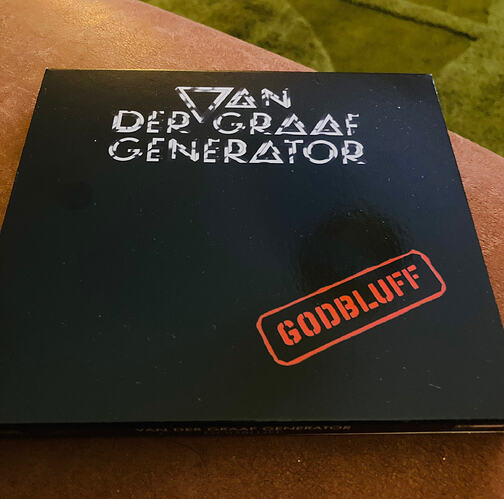 VAN
DER GRAAF
GENERATOR
GODBLUFF
VAN DER GRAAF GENERATOR